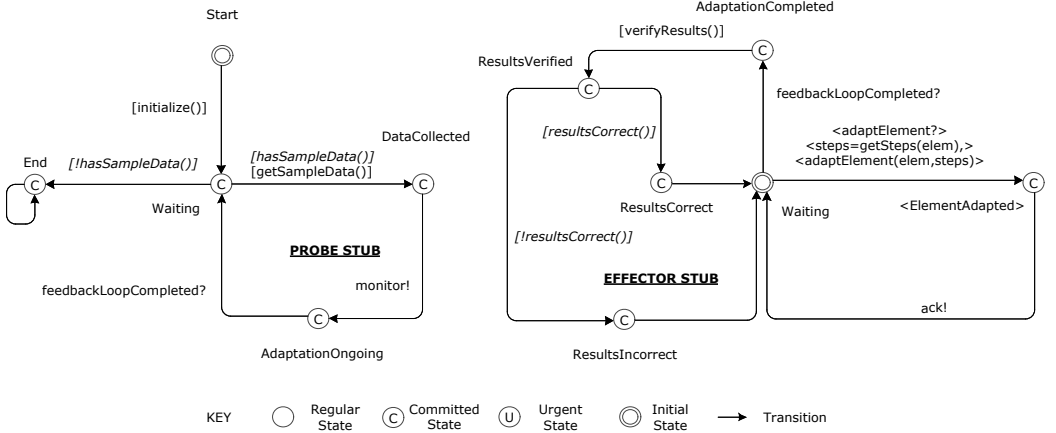 Start
[initialize()]
DataCollected
[hasSampleData()]
[getSampleData()]
[!hasSampleData()]
End
C
C
C
Waiting
PROBE STUB
monitor!
feedbackLoopCompleted?
C
AdaptationOngoing
AdaptationCompleted
[verifyResults()]
C
ResultsVerified
C
feedbackLoopCompleted?
[resultsCorrect()]
<adaptElement?>
<steps=getSteps(elem),>
<adaptElement(elem,steps)>
C
C
ResultsCorrect
Waiting
<ElementAdapted>
[!resultsCorrect()]
EFFECTOR STUB
ack!
C
ResultsIncorrect
KEY
Regular
State
C
Committed
State
U
Urgent
State
Initial
State
Transition